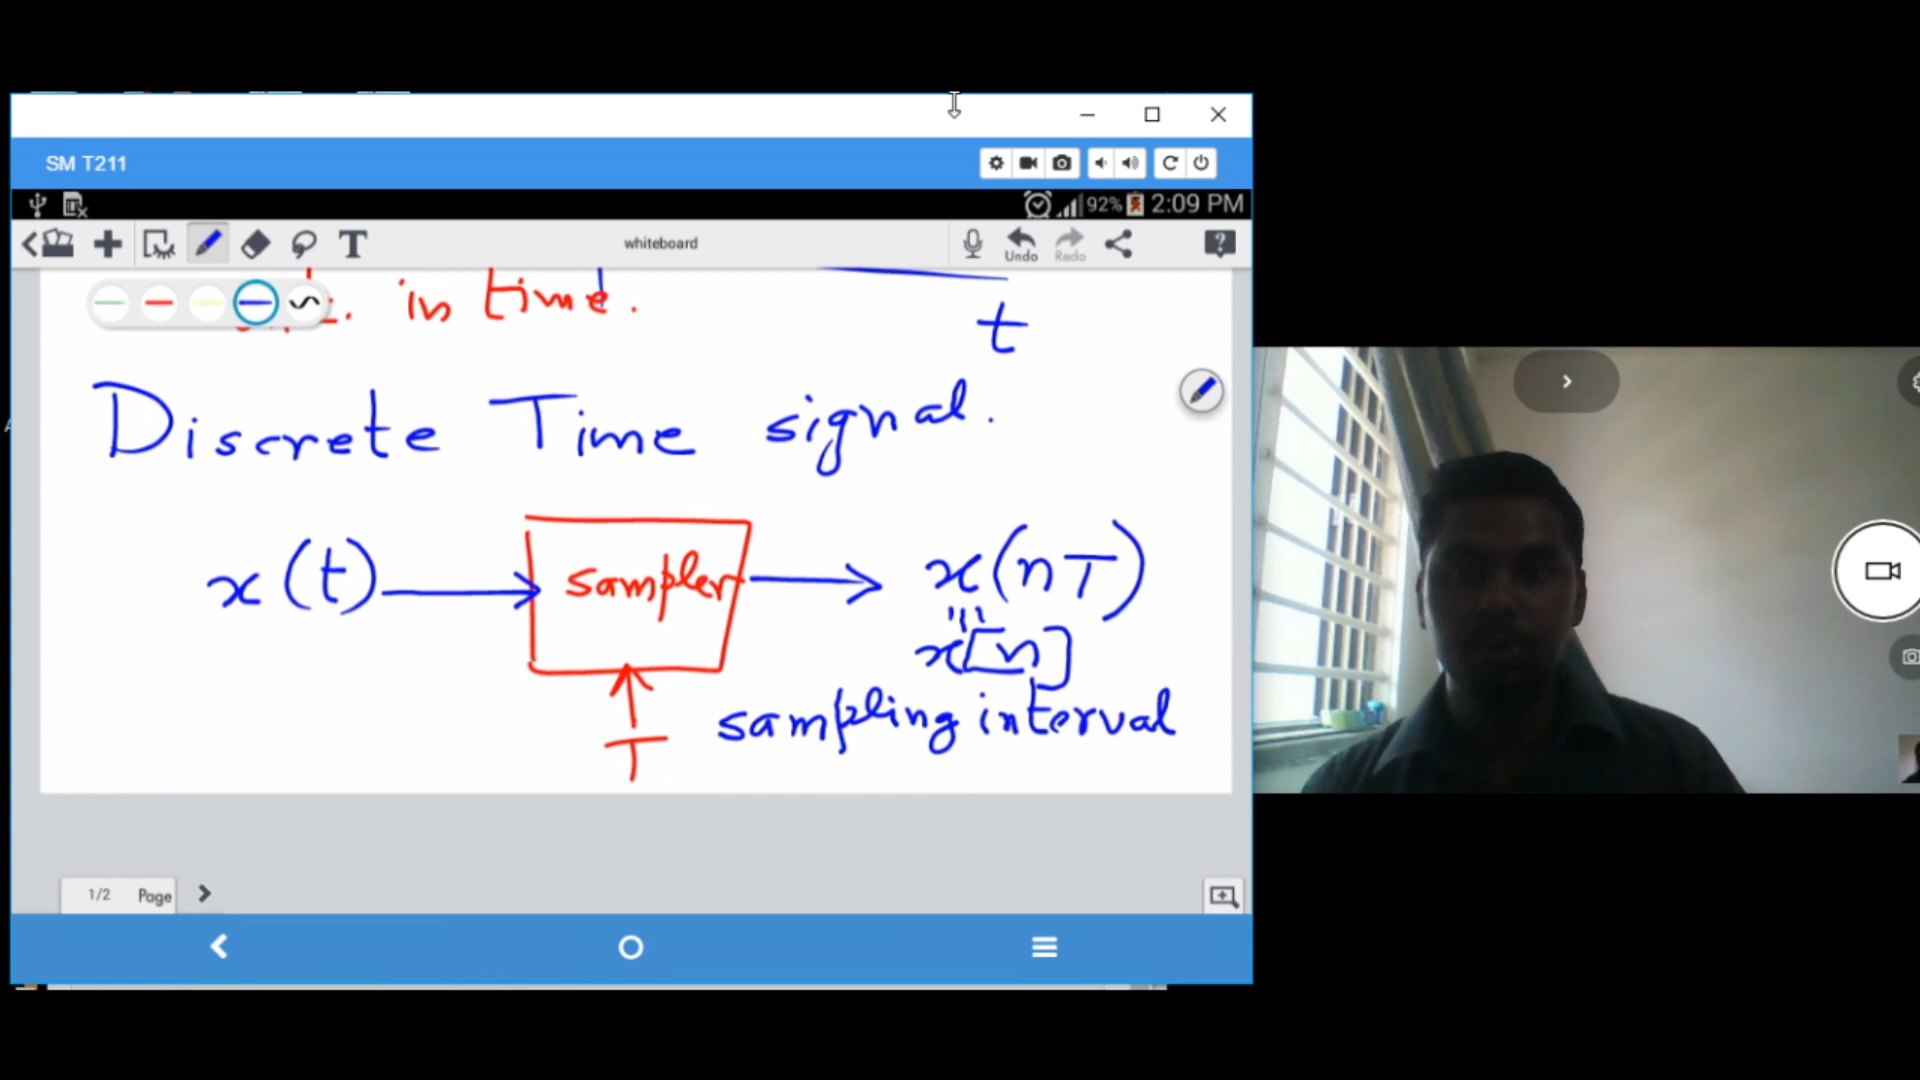 SM T211
92% 2:09 PM
T whiteboard Undo Redo ?
in time.
t
Discrete Time signal.
x(t) sampler x(nT)
x[n]
T sampling interval
1/2 Page